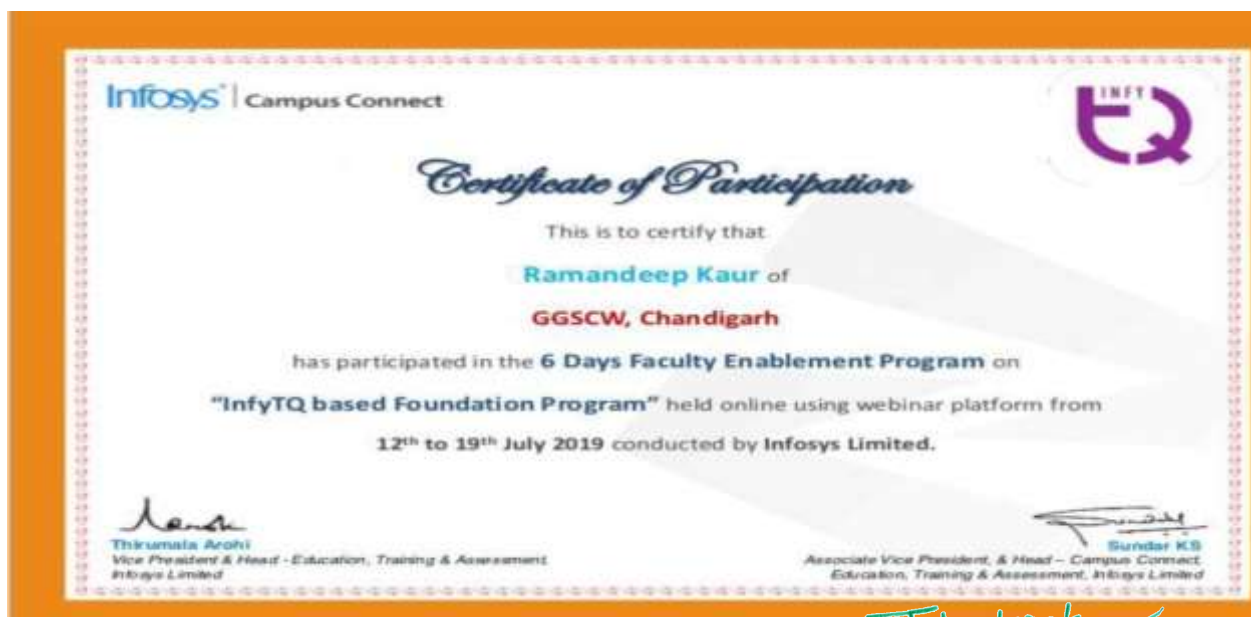 Infosys | Campus Connect
INFY
TQ
Certificate of Participation
This is to certify that
Ramandeep Kaur of
GGSCW, Chandigarh
has participated in the 6 Days Faculty Enablement Program on
"InfyTQ based Foundation Program" held online using webinar platform from
12th to 19th July 2019 conducted by Infosys Limited.
Thirumala Arohi
Vice President & Head - Education, Training & Assessment
Infosys Limited
Sundar KS
Associate Vice President, & Head – Campus Connect,
Education, Training & Assessment, Infosys Limited